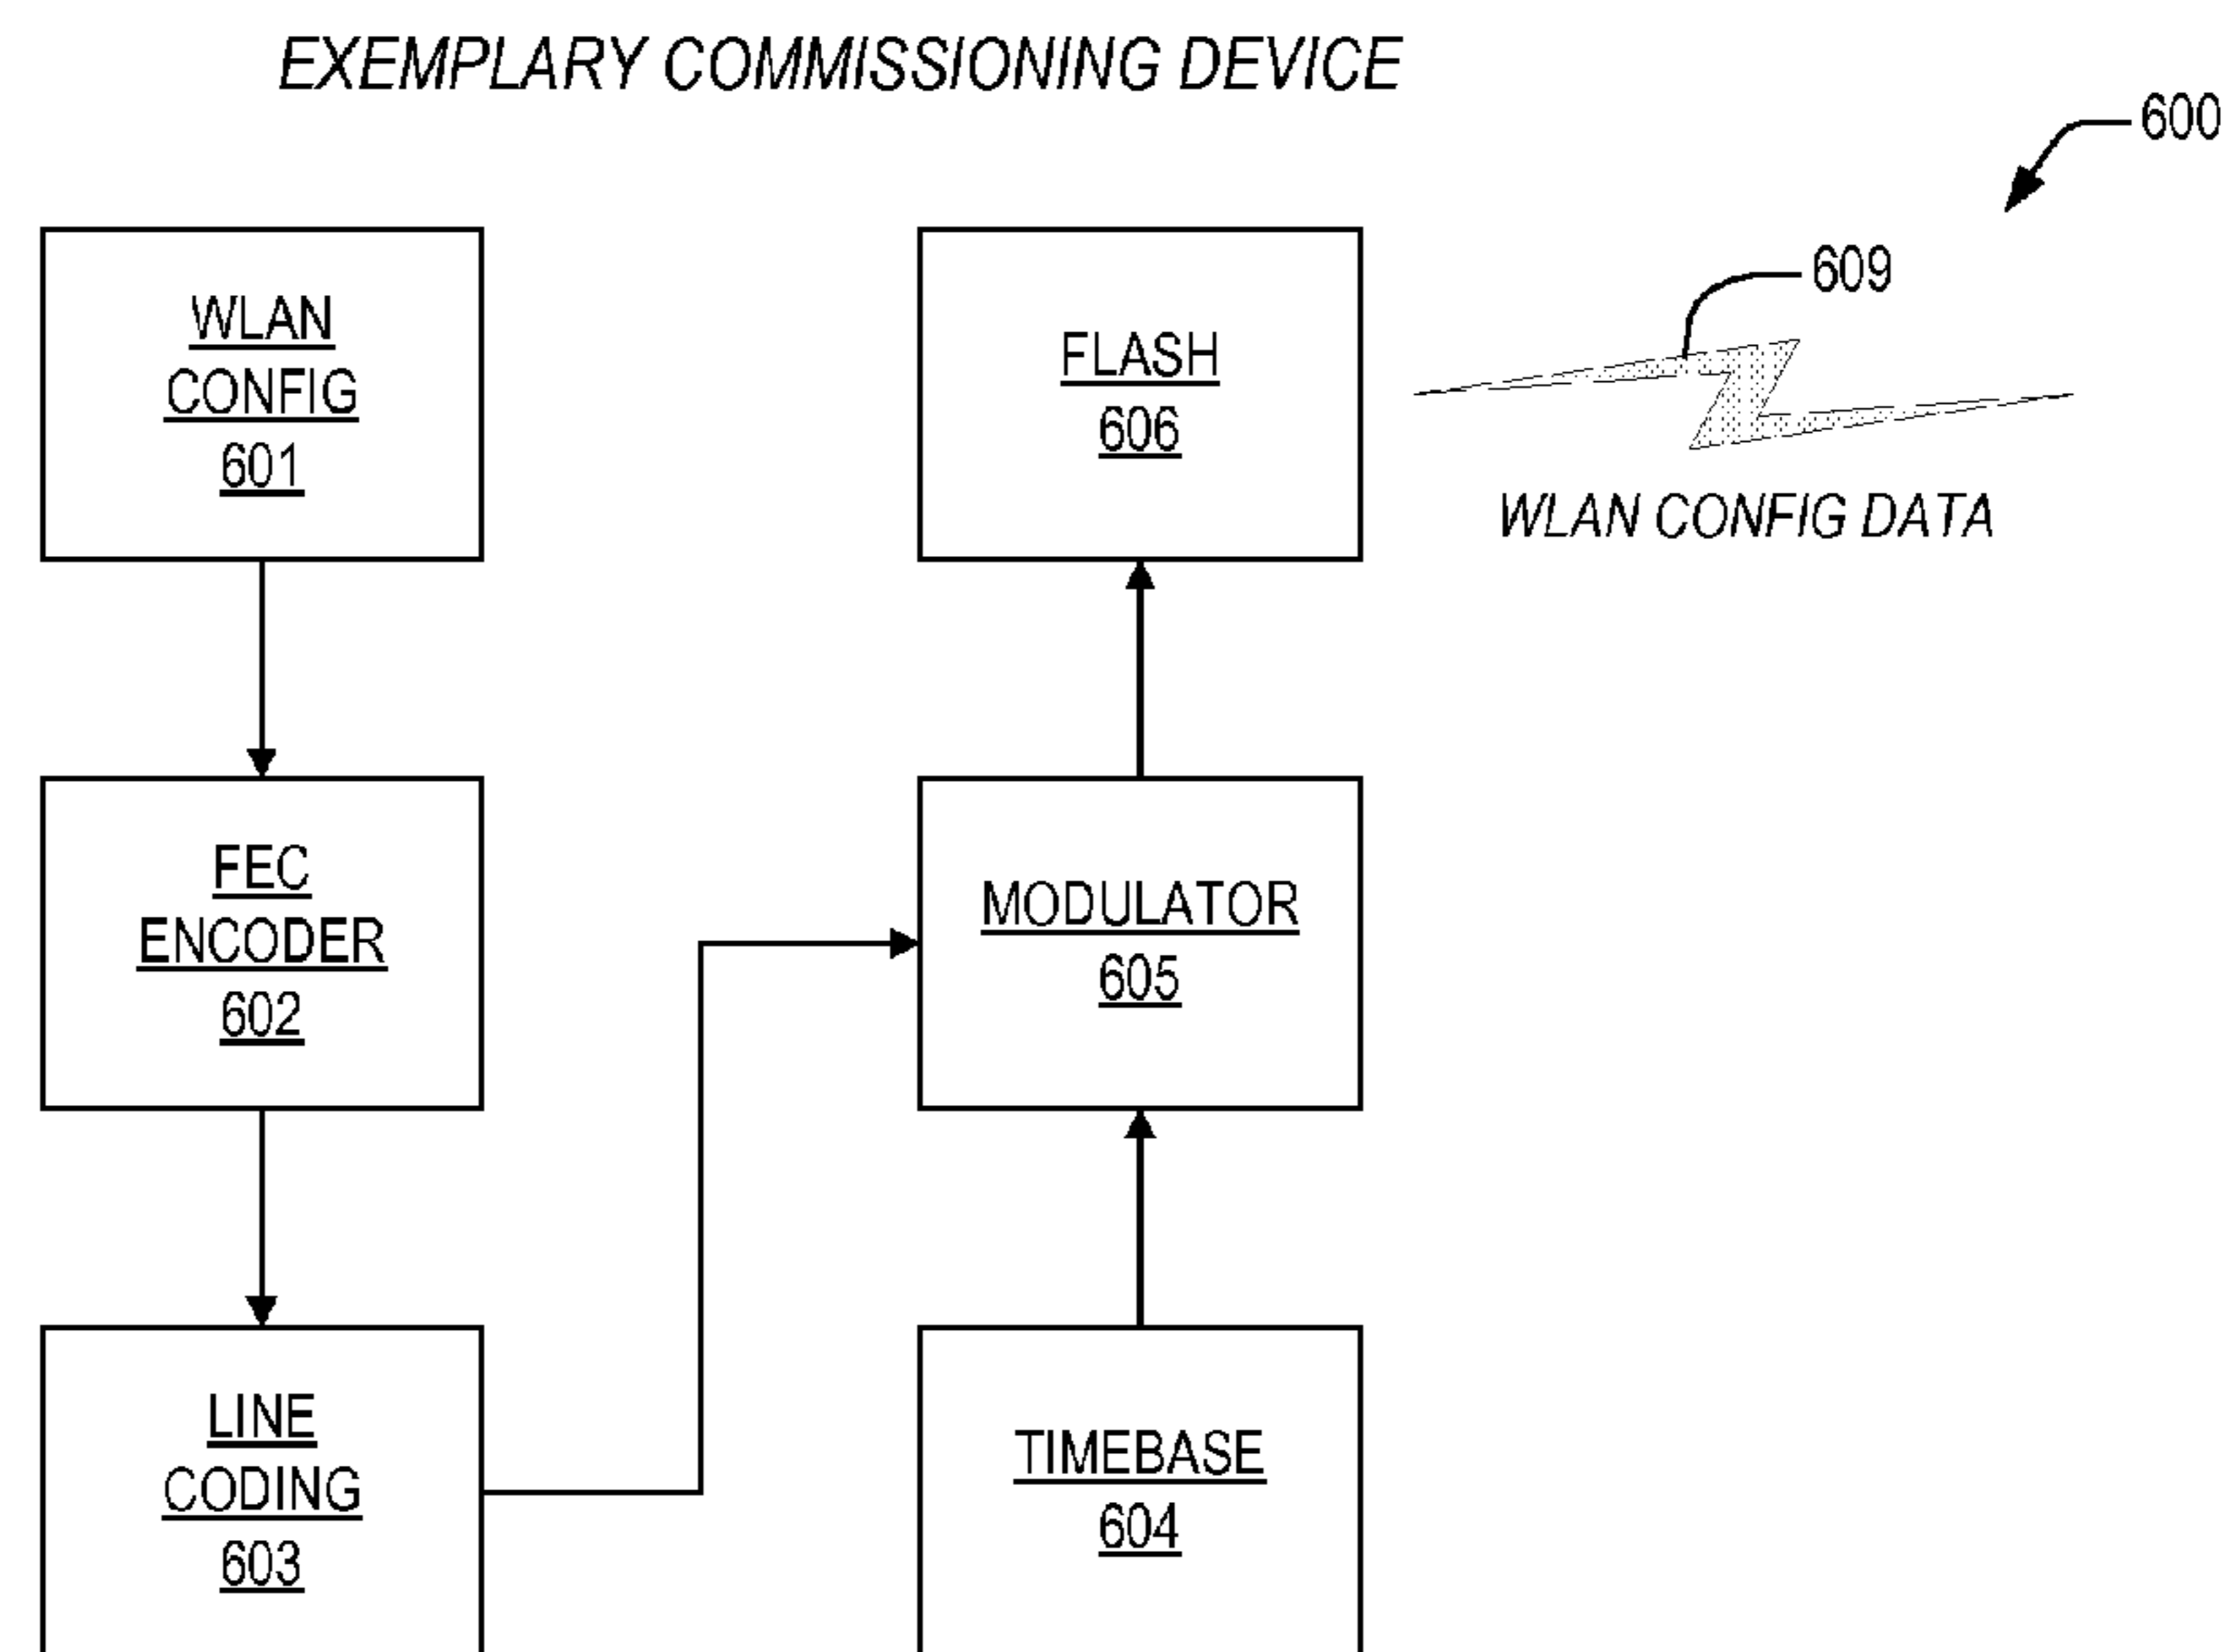 EXEMPLARY COMMISSIONING DEVICE
600
WLAN
CONFIG
601
FLASH
606
609
WLAN CONFIG DATA
FEC
ENCODER
602
MODULATOR
605
LINE
CODING
603
TIMEBASE
604